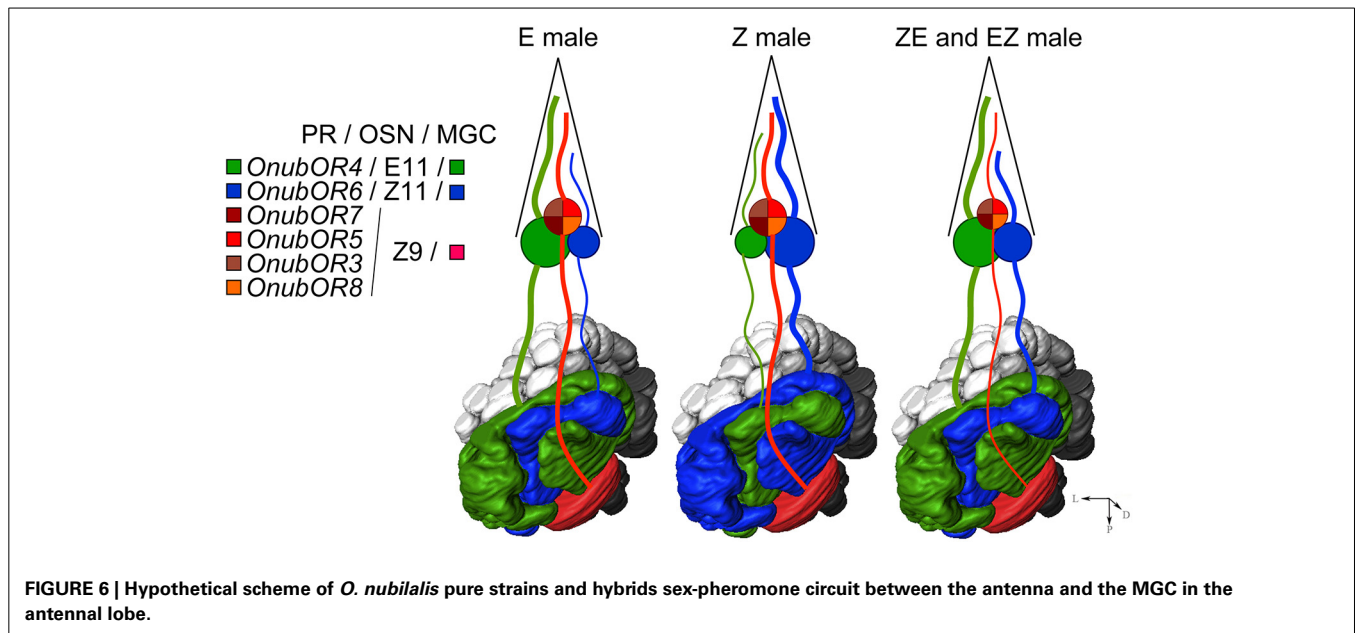 E male
Z male
ZE and EZ male
PR / OSN / MGC
OnubOR4 / E11 /
OnubOR6 / Z11 /
OnubOR7
OnubOR5
Z9 /
OnubOR3
OnubOR8
L
D
P
FIGURE 6 | Hypothetical scheme of O. nubilalis pure strains and hybrids sex-pheromone circuit between the antenna and the MGC in the
antennal lobe.